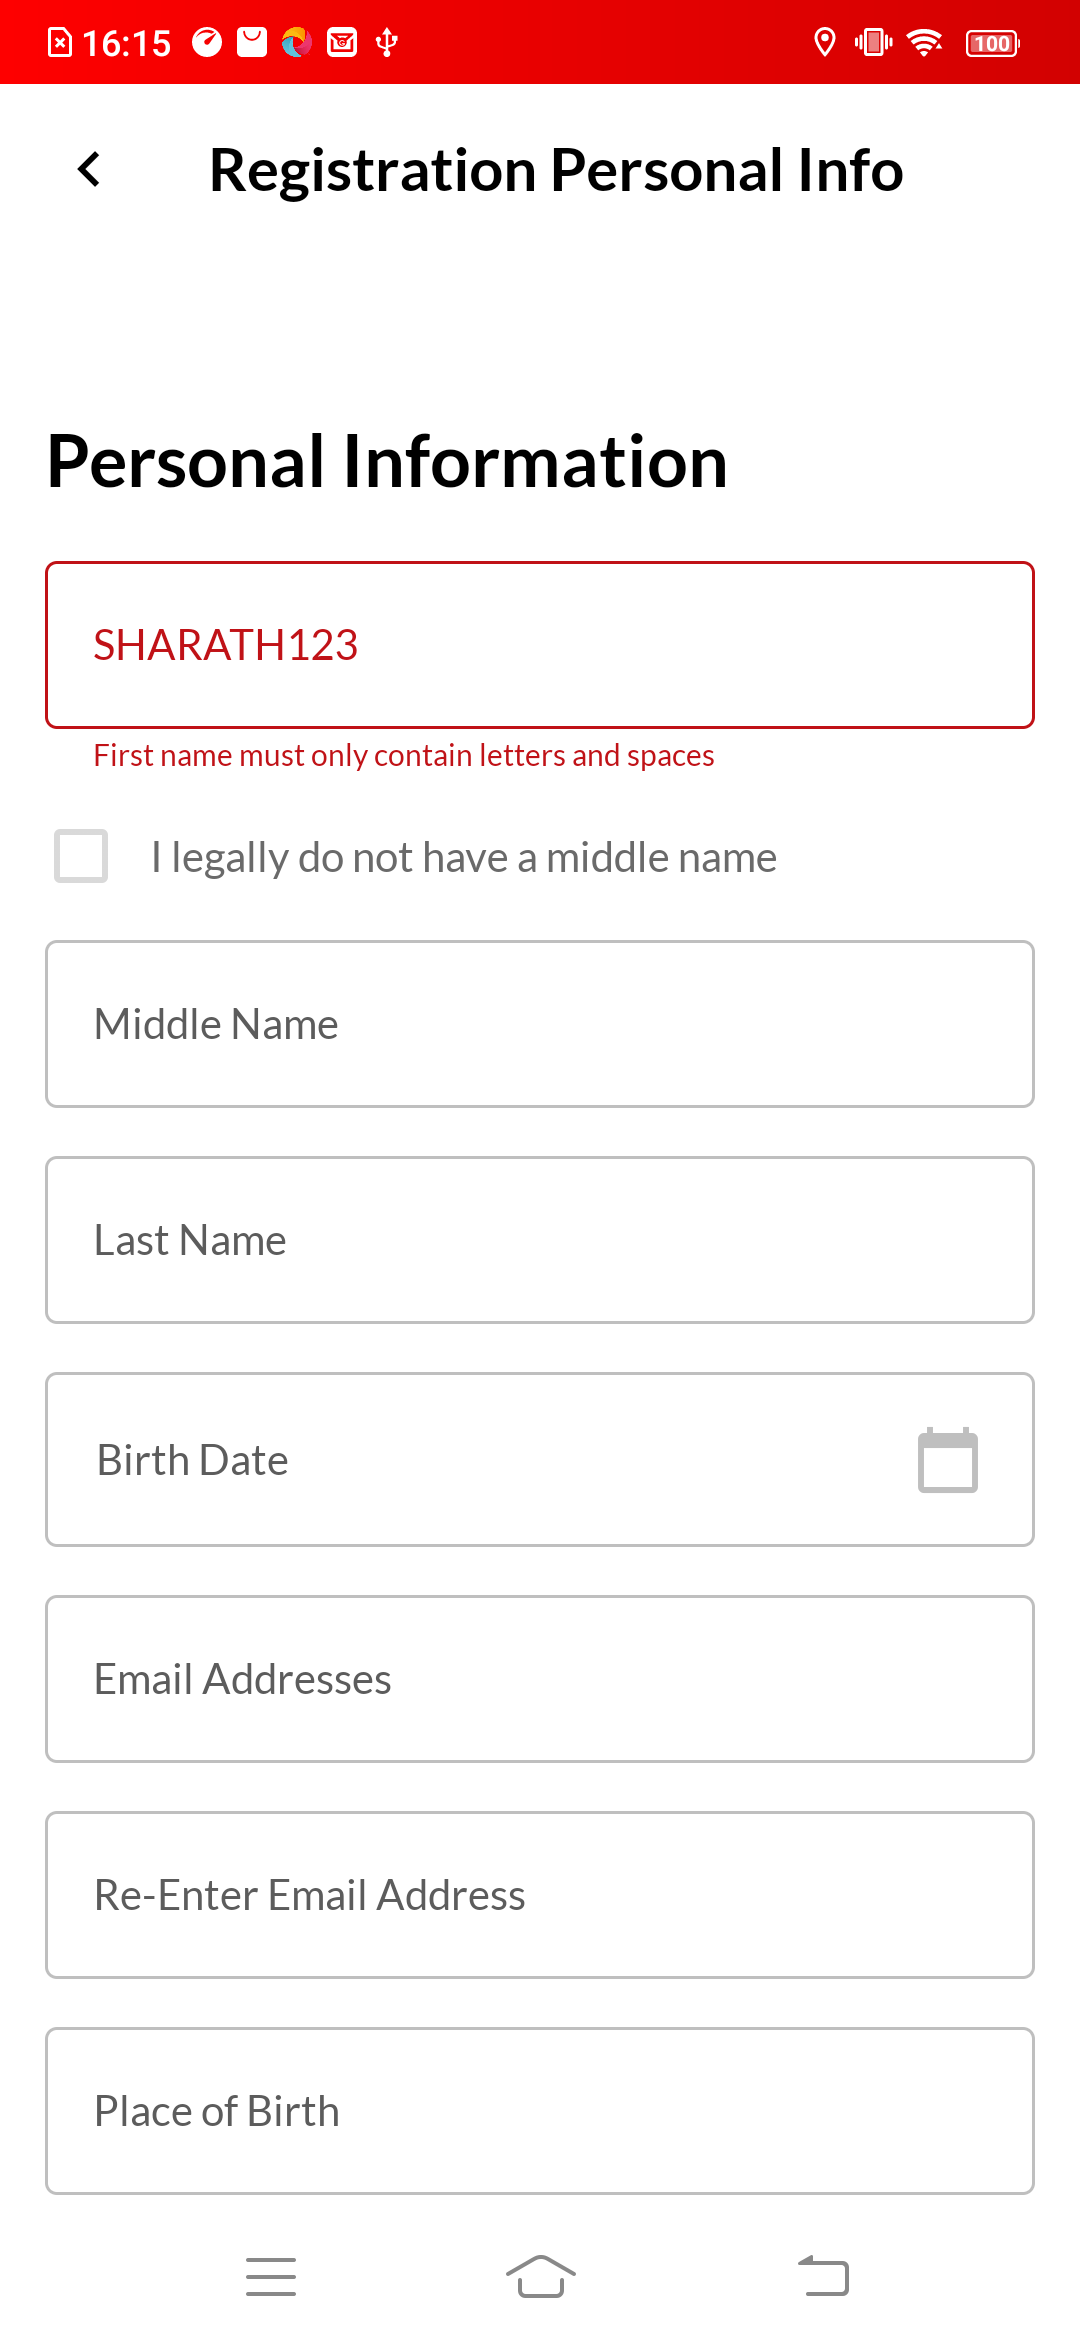 16:15
100
Registration Personal Info
Personal Information
SHARATH123
First name must only contain letters and spaces
I legally do not have a middle name
Middle Name
Last Name
Birth Date
Email Addresses
Re-Enter Email Address
Place of Birth